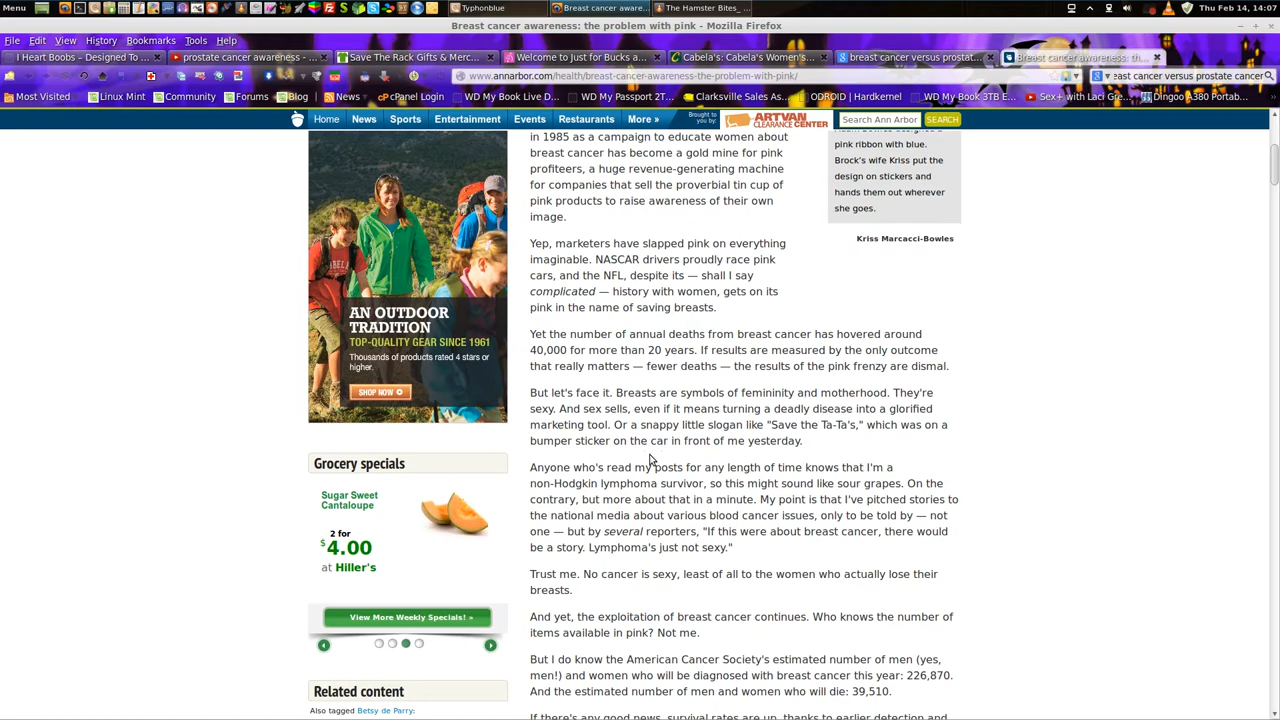 Menu
Typhonblue
Breast cancer aware...
The Hamster Bites_ ...
Thu Feb 14, 14:07
Breast cancer awareness: the problem with pink - Mozilla Firefox
File Edit View History Bookmarks Tools Help
I Heart Boobs – Designed To ...
prostate cancer awareness - ...
Save The Rack Gifts & Merc...
Welcome to Just for Bucks a...
Cabela's: Cabela's Women's...
breast cancer versus prostat...
Breast cancer awareness: th...
www.annarbor.com/health/breast-cancer-awareness-the-problem-with-pink/
east cancer versus prostate cancer
Most Visited
Linux Mint
Community
Forums
Blog
News
cPanel Login
WD My Book Live D...
WD My Passport 2T...
Clarksville Sales As...
ODROID | Hardkernel
WD My Book 3TB E...
Sex+ with Laci Gre...
Dingoo A380 Portab...
Home News Sports Entertainment Events Restaurants More »
Brought to
you by:
ARTVAN
CLEARANCE CENTER
Search Ann Arbor
SEARCH
in 1985 as a campaign to educate women about
breast cancer has become a gold mine for pink
profiteers, a huge revenue-generating machine
for companies that sell the proverbial tin cup of
pink products to raise awareness of their own
image.
Yep, marketers have slapped pink on everything
imaginable. NASCAR drivers proudly race pink
cars, and the NFL, despite its — shall I say
complicated — history with women, gets on its
pink in the name of saving breasts.
Yet the number of annual deaths from breast cancer has hovered around
40,000 for more than 20 years. If results are measured by the only outcome
that really matters — fewer deaths — the results of the pink frenzy are dismal.
But let's face it. Breasts are symbols of femininity and motherhood. They're
sexy. And sex sells, even if it means turning a deadly disease into a glorified
marketing tool. Or a snappy little slogan like "Save the Ta-Ta's," which was on a
bumper sticker on the car in front of me yesterday.
Anyone who's read my posts for any length of time knows that I'm a
non-Hodgkin lymphoma survivor, so this might sound like sour grapes. On the
contrary, but more about that in a minute. My point is that I've pitched stories to
the national media about various blood cancer issues, only to be told by — not
one — but by several reporters, "If this were about breast cancer, there would
be a story. Lymphoma's just not sexy."
Trust me. No cancer is sexy, least of all to the women who actually lose their
breasts.
And yet, the exploitation of breast cancer continues. Who knows the number of
items available in pink? Not me.
But I do know the American Cancer Society's estimated number of men (yes,
men!) and women who will be diagnosed with breast cancer this year: 226,870.
And the estimated number of men and women who will die: 39,510.
If there's any good news, survival rates are up, thanks to earlier detection and
pink ribbon with blue.
Brock's wife Kriss put the
design on stickers and
hands them out wherever
she goes.
Kriss Marcacci-Bowles
AN OUTDOOR
TRADITION
TOP-QUALITY GEAR SINCE 1961
Thousands of products rated 4 stars or
higher.
SHOP NOW
Grocery specials
Sugar Sweet
Cantaloupe
2 for
$4.00
at Hiller's
View More Weekly Specials! »
Related content
Also tagged Betsy de Parry: